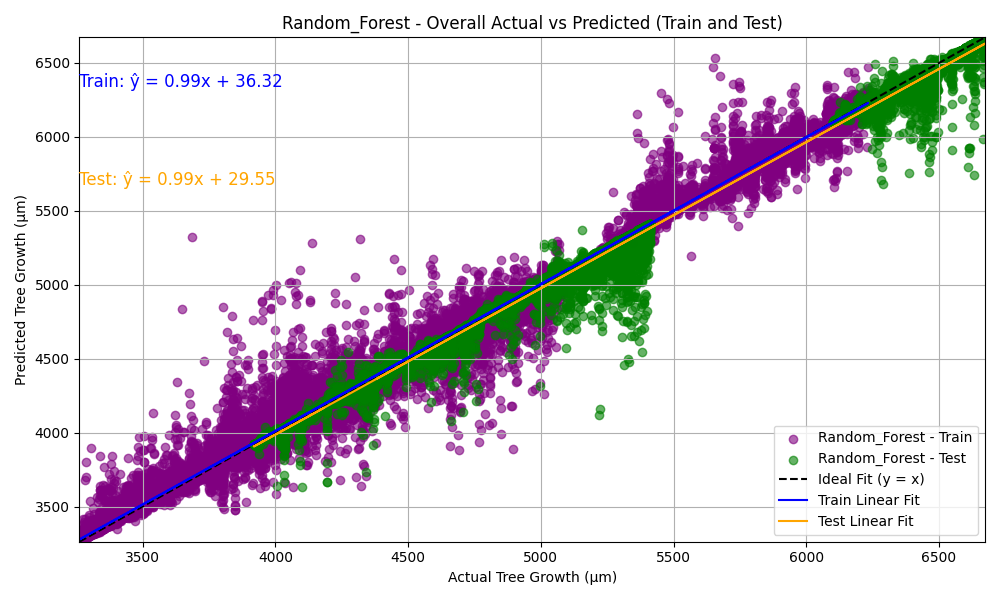 Random_Forest - Overall Actual vs Predicted (Train and Test)
Predicted Tree Growth (μm)
6500
6000
5500
5000
4500
4000
3500
Train: ŷ = 0.99x + 36.32
Test: ŷ = 0.99x + 29.55
Random_Forest - Train
Random_Forest - Test
Ideal Fit (y = x)
Train Linear Fit
Test Linear Fit
3500 4000 4500 5000 5500 6000 6500
Actual Tree Growth (μm)